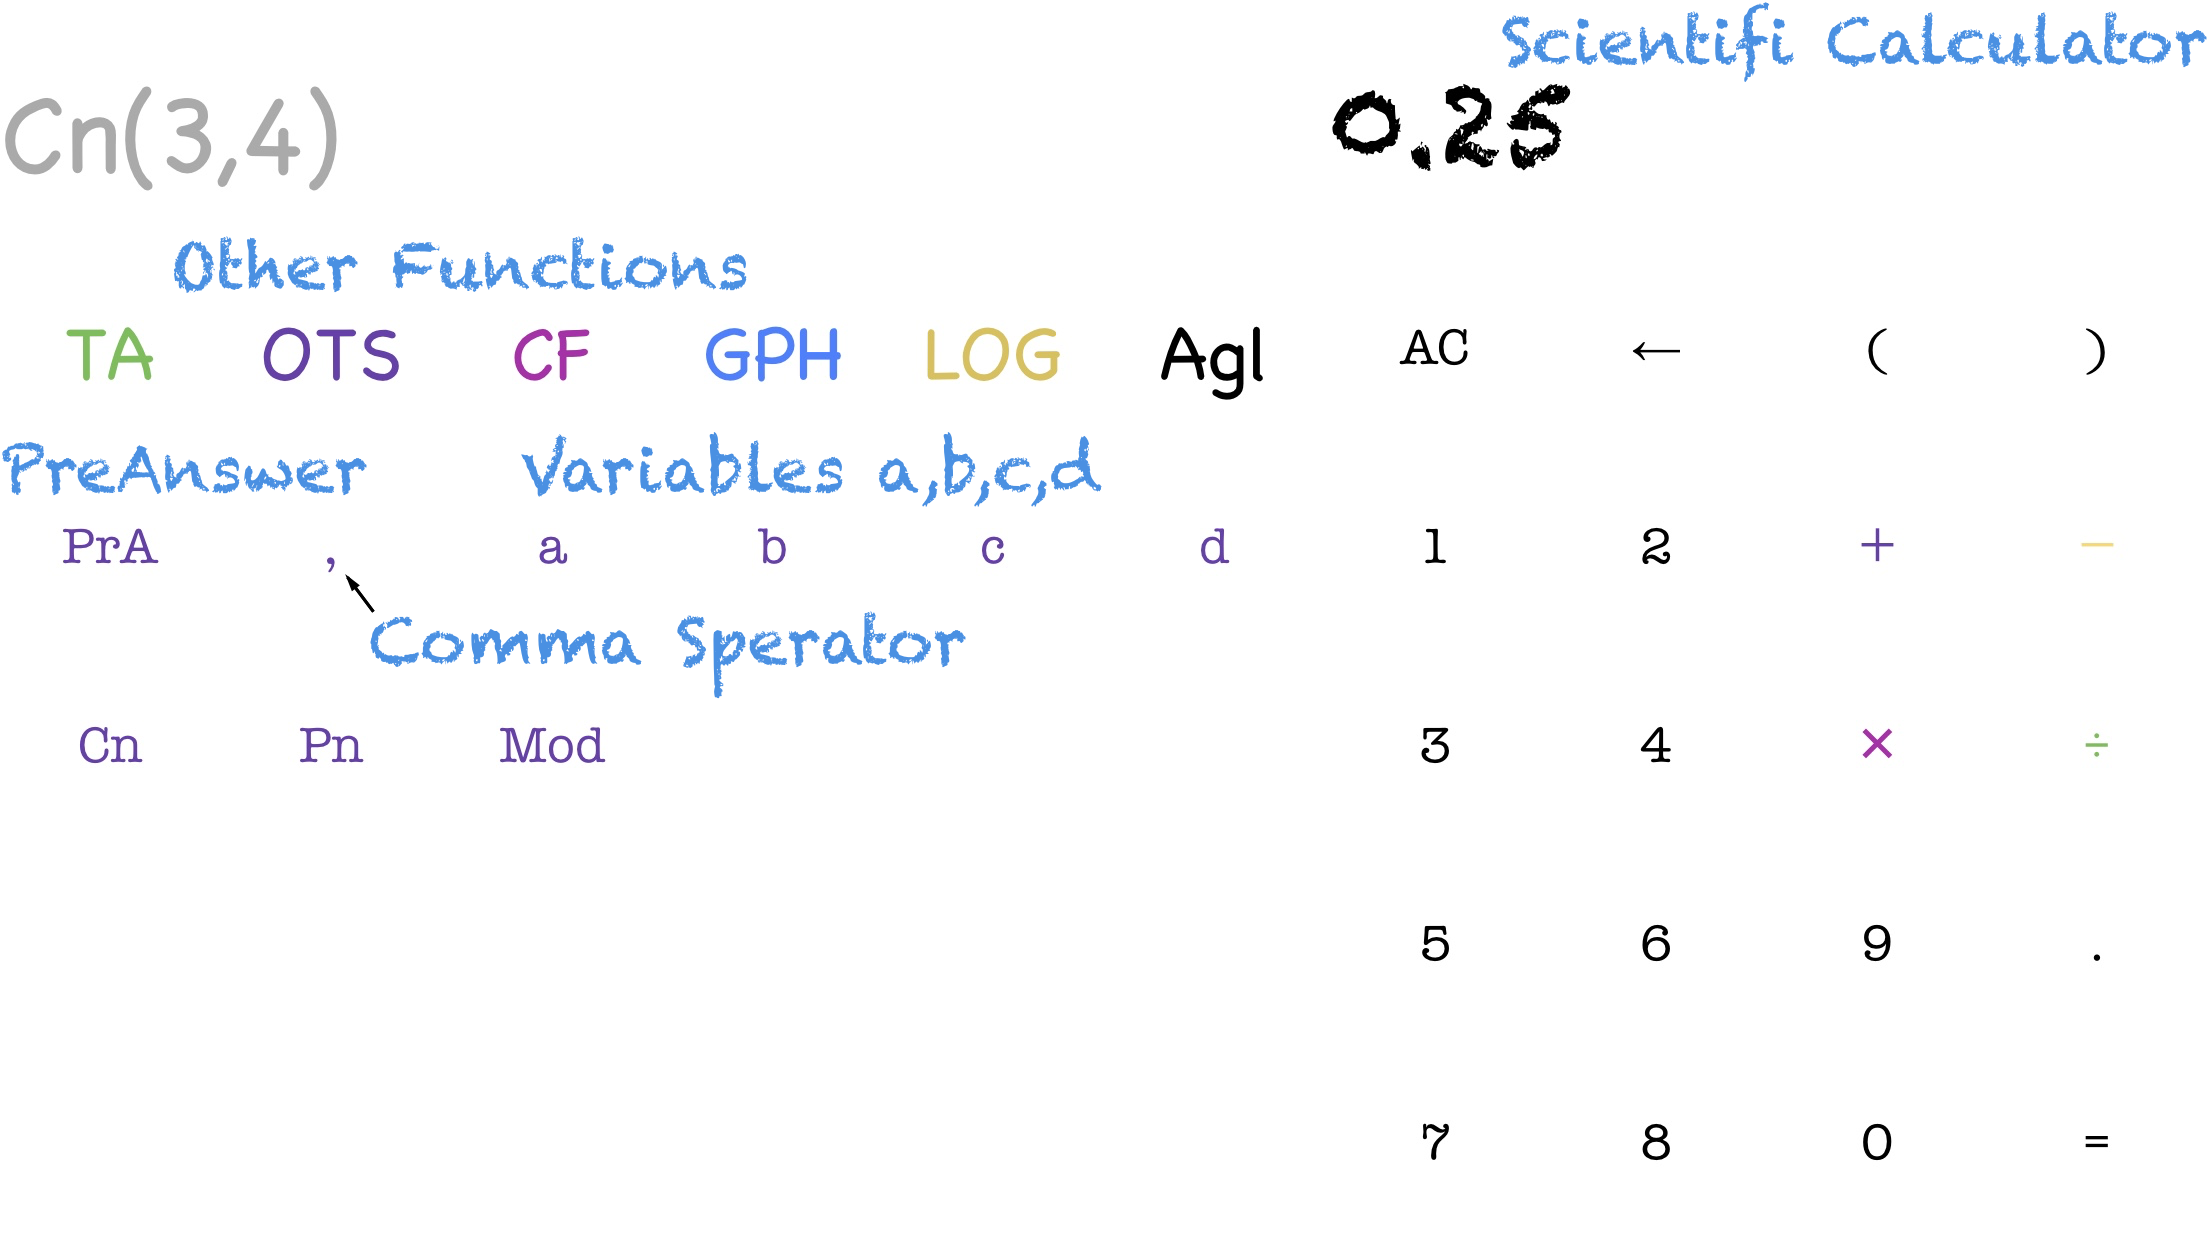 Scientifi Calculator
Cn(3,4)
0.25
Other Functions
TA OTS CF GPH LOG Agl AC ← ( )
PreAnswer Variables a,b,c,d
PrA , a b c d 1 2 + −
Comma Sperator
Cn Pn Mod 3 4 × ÷
5 6 9 .
7 8 0 =